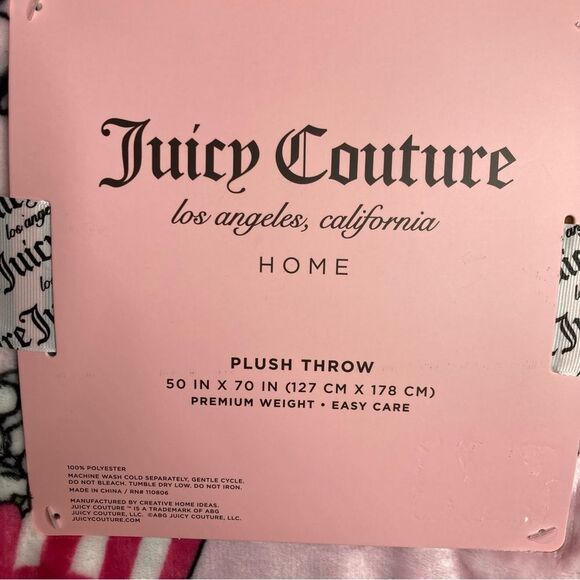 Juicy Couture
los angeles, california
HOME
PLUSH THROW
50 IN X 70 IN (127 CM X 178 CM)
PREMIUM WEIGHT • EASY CARE
100% POLYESTER
MACHINE WASH COLD SEPARATELY, GENTLE CYCLE.
DO NOT BLEACH. TUMBLE DRY LOW. DO NOT IRON.
MADE IN CHINA / RN# 110806
MANUFACTURED BY CREATIVE HOME IDEAS.
JUICY COUTURE ™ IS A TRADEMARK OF ABG
JUICY COUTURE, LLC. ©ABG JUICY COUTURE, LLC.
JUICYCOUTURE.COM